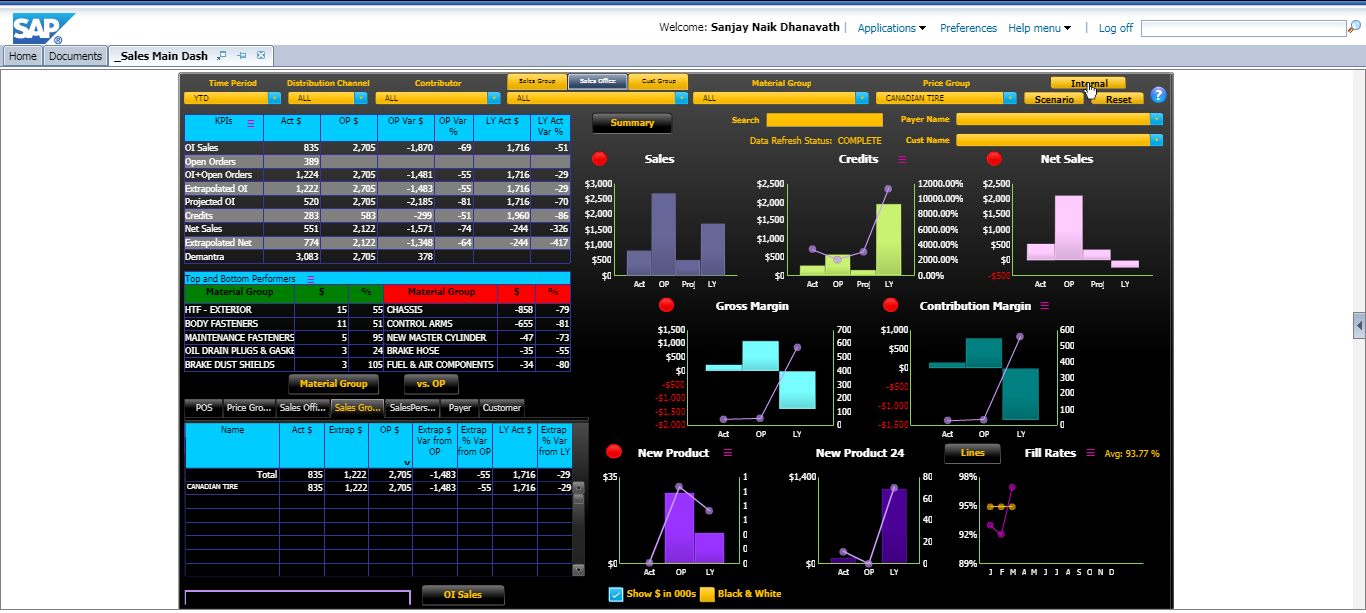 SAP ®
Welcome: Sanjay Naik Dhanavath | Applications Preferences Help menu | Log off
Home Documents _Sales Main Dash
Time Period Distribution Channel Contributor Sales Group Sales Office Cust Group Material Group Price Group Internal
YTD ALL ALL ALL ALL CANADIAN TIRE Scenario Reset ?
KPIs Act $ OP $ OP Var $ OP Var % LY Act $ LY Act Var %
OI Sales 835 2,705 -1,870 -69 1,716 -51
Open Orders 389
OI+Open Orders 1,224 2,705 -1,481 -55 1,716 -29
Extrapolated OI 1,222 2,705 -1,483 -55 1,716 -29
Projected OI 520 2,705 -2,185 -81 1,716 -70
Credits 283 583 -299 -51 1,960 -86
Net Sales 551 2,122 -1,571 -74 -244 -326
Extrapolated Net 774 2,122 -1,348 -64 -244 -417
Demantra 3,083 2,705 378
Summary
Search
Payer Name
Data Refresh Status: COMPLETE
Cust Name
Sales
$3,000
$2,500
$2,000
$1,500
$1,000
$500
$0
Act OP Proj LY
Credits
$2,500
$2,000
$1,500
$1,000
$500
$0
12000.00%
10000.00%
8000.00%
6000.00%
4000.00%
2000.00%
0.00%
Act OP Proj LY
Net Sales
$2,500
$2,000
$1,500
$1,000
$500
$0
-$500
Act OP Proj LY
Top and Bottom Performers
Material Group $ % Material Group $ %
HTF - EXTERIOR 15 55 CHASSIS -858 -79
BODY FASTENERS 11 51 CONTROL ARMS -655 -81
MAINTENANCE FASTENERS 5 95 NEW MASTER CYLINDER -47 -73
OIL DRAIN PLUGS & GASKE 3 24 BRAKE HOSE -35 -55
BRAKE DUST SHIELDS 3 105 FUEL & AIR COMPONENTS -34 -80
Material Group vs. OP
Gross Margin
$1,500
$1,000
$500
$0
-$500
-$1,000
-$1,500
-$2,000
700
600
500
400
300
200
100
0
Act OP LY
Contribution Margin
$1,000
$500
$0
-$500
-$1,000
-$1,500
600
500
400
300
200
100
0
Act OP LY
POS Price Gro... Sales Offi... Sales Gro... SalesPers... Payer Customer
Name Act $ Extrap $ OP $ Extrap $ Var from OP Extrap % Var from OP LY Act $ Extrap % Var from LY
Total 835 1,222 2,705 -1,483 -55 1,716 -29
CANADIAN TIRE 835 1,222 2,705 -1,483 -55 1,716 -29
OI Sales
New Product
$35
$0
1
1
1
1
0
0
0
Act OP LY
New Product 24
$1,400
$0
80
60
40
20
0
Act OP LY
Lines
Fill Rates Avg: 93.77 %
98%
95%
92%
89%
J F M A M J J A S O N D
Show $ in 000s Black & White